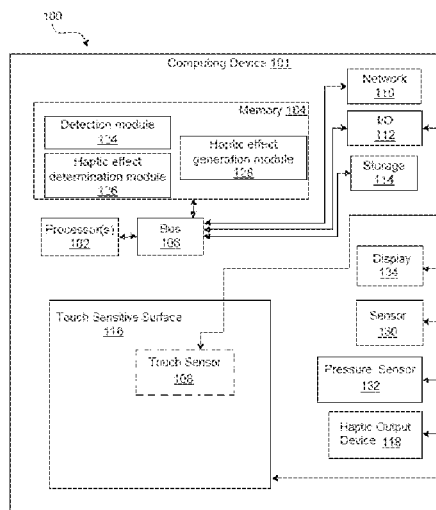 100
Computing Device 101
Network
110
I/O
112
Storage
114
Memory 104
Detection module
124
Haptic effect
determination module
126
Haptic effect
generation module
128
Processor(s)
102
Bus
106
Display
134
Touch Sensitive Surface
116
Touch Sensor
108
Sensor
130
Pressure Sensor
132
Haptic Output
Device
118